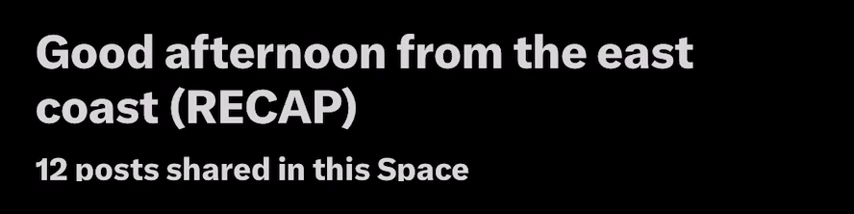 Good afternoon from the east
coast (RECAP)
12 posts shared in this Space